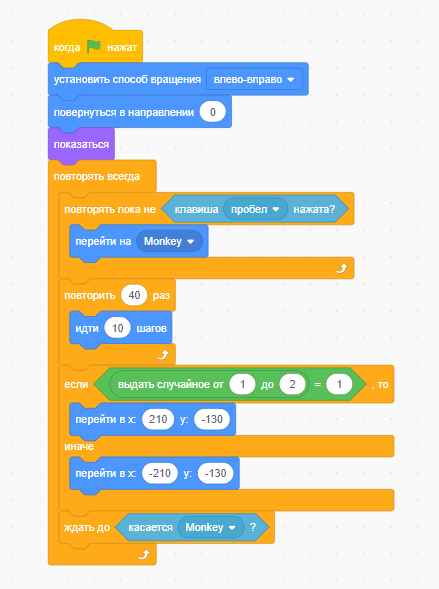 когда нажат
установить способ вращения влево-вправо
повернуться в направлении 0
показаться
повторять всегда
повторять пока не клавиша пробел нажата?
перейти на Monkey
повторить 40 раз
идти 10 шагов
если выдать случайное от 1 до 2 = 1 , то
перейти в x: 210 y: -130
иначе
перейти в x: -210 y: -130
ждать до касается Monkey ?